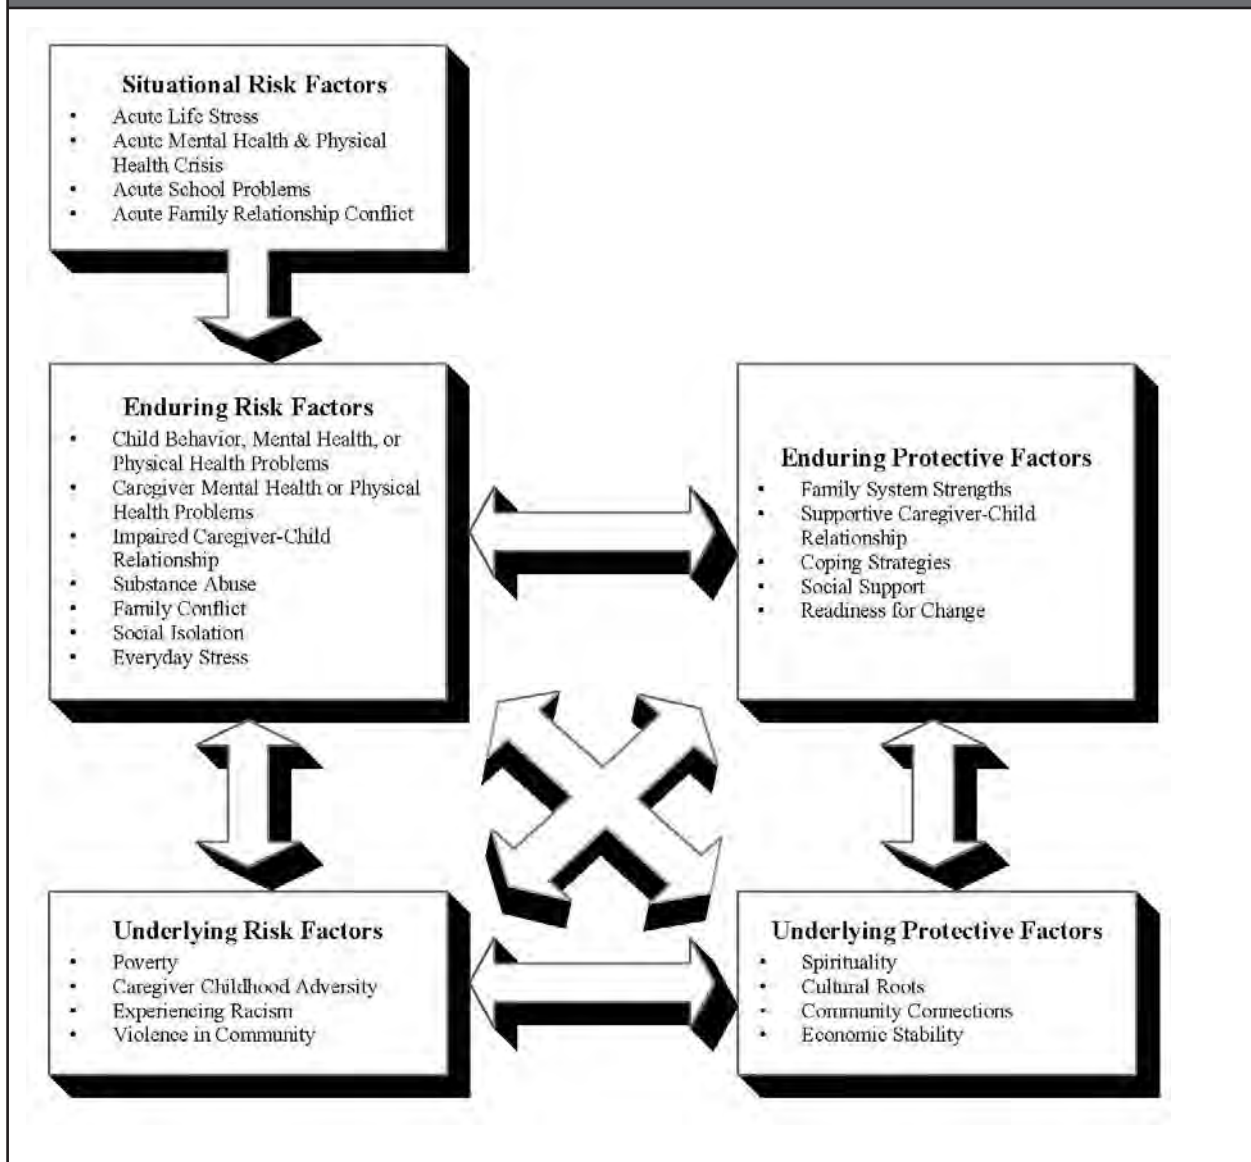 Situational Risk Factors
• Acute Life Stress
• Acute Mental Health & Physical
Health Crisis
• Acute School Problems
• Acute Family Relationship Conflict
Enduring Risk Factors
• Child Behavior, Mental Health, or
Physical Health Problems
• Caregiver Mental Health or Physical
Health Problems
• Impaired Caregiver-Child
Relationship
• Substance Abuse
• Family Conflict
• Social Isolation
• Everyday Stress
Enduring Protective Factors
• Family System Strengths
• Supportive Caregiver-Child
Relationship
• Coping Strategies
• Social Support
• Readiness for Change
Underlying Risk Factors
• Poverty
• Caregiver Childhood Adversity
• Experiencing Racism
• Violence in Community
Underlying Protective Factors
• Spirituality
• Cultural Roots
• Community Connections
• Economic Stability